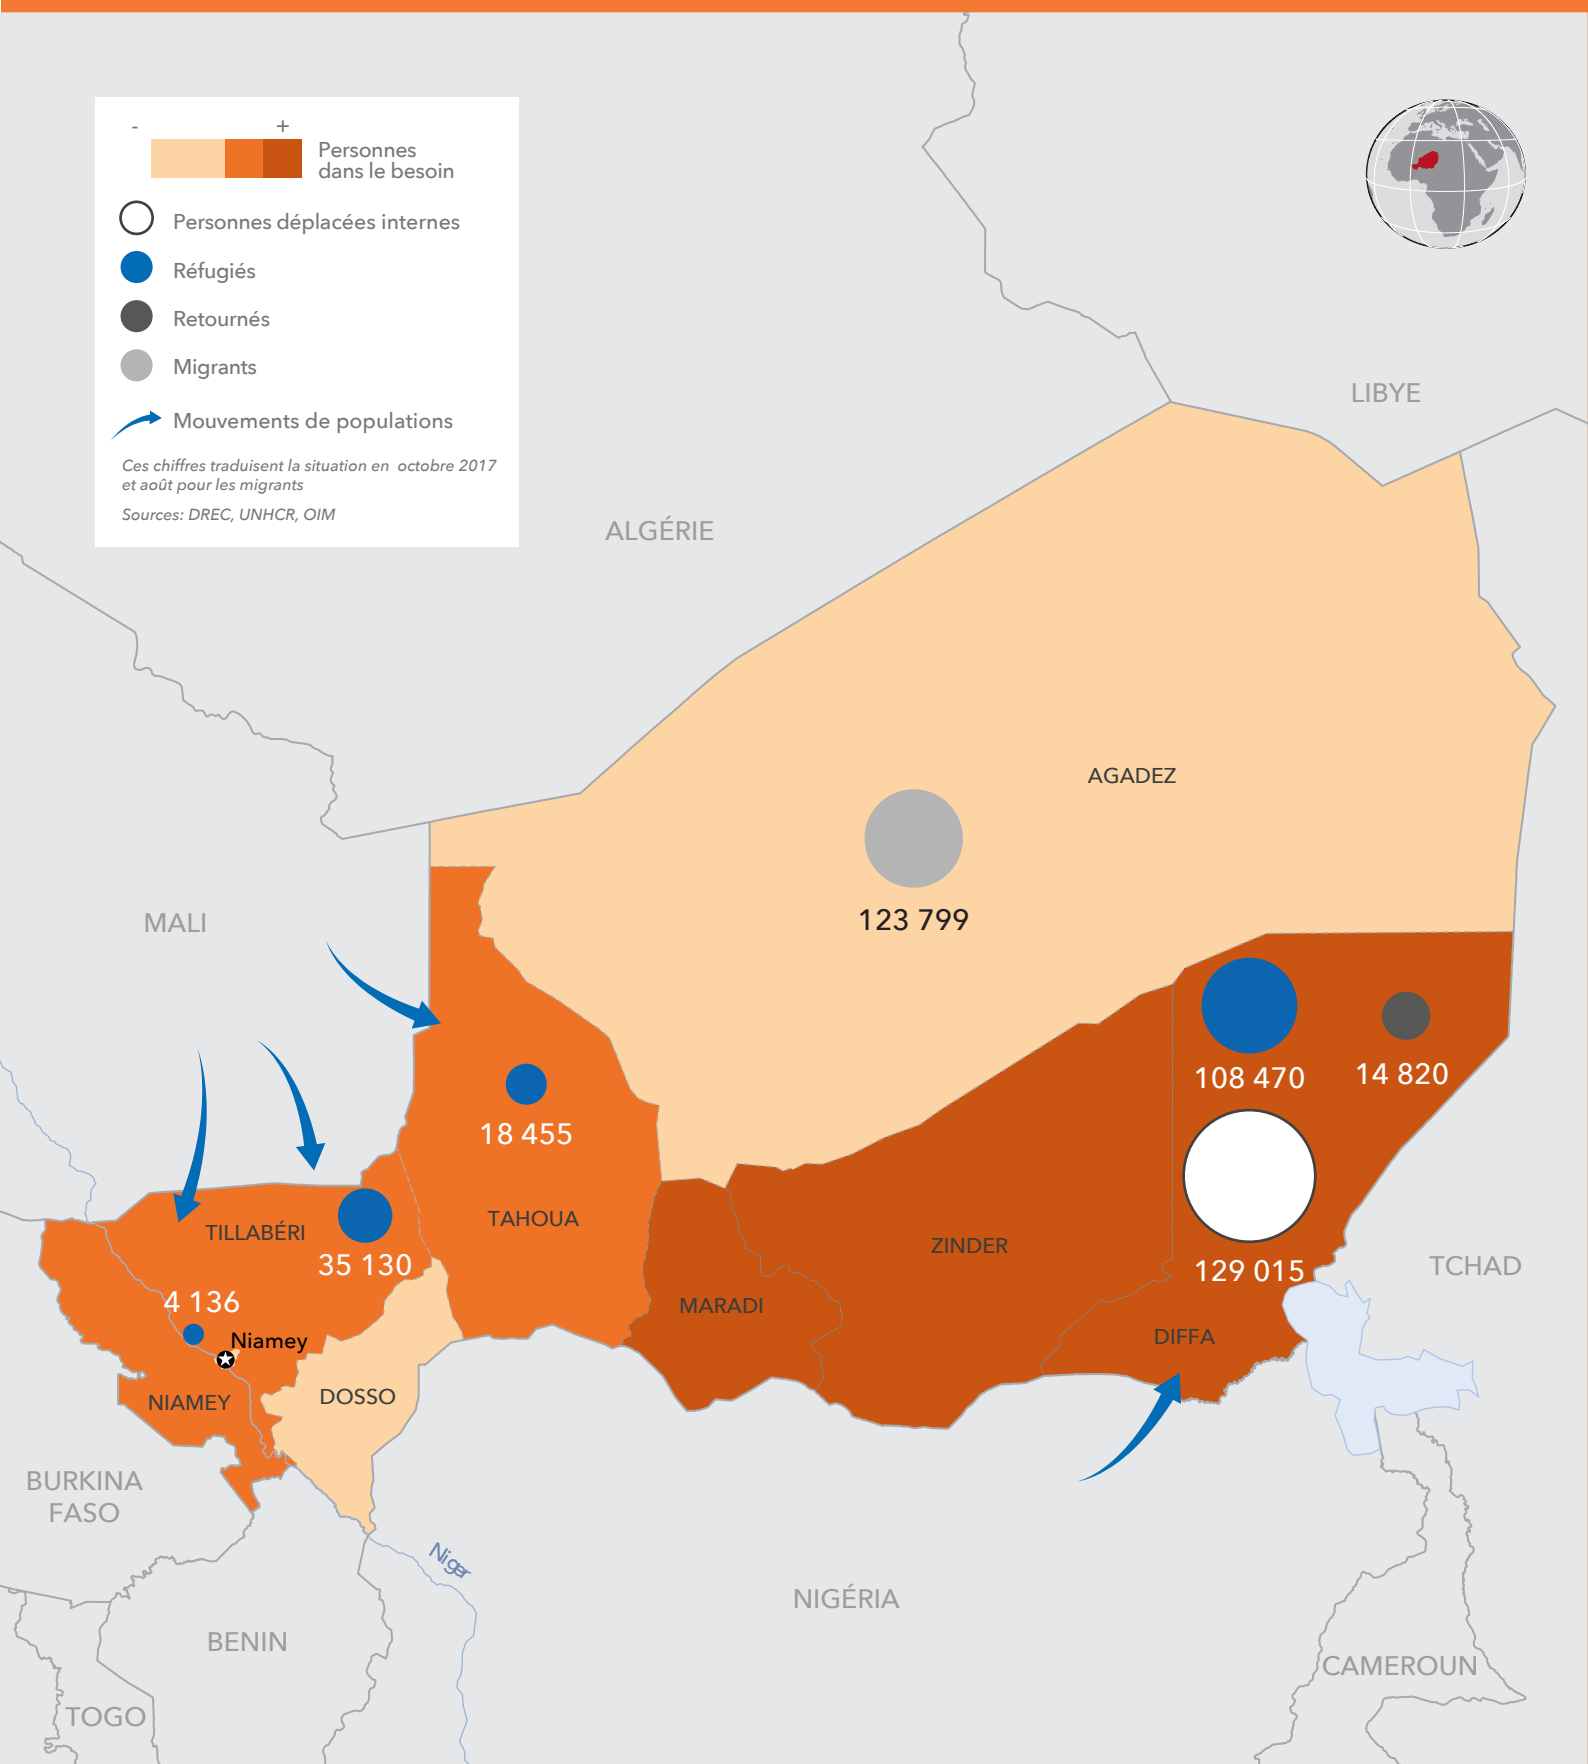 - +
Personnes
dans le besoin
Personnes déplacées internes
Réfugiés
Retournés
Migrants
Mouvements de populations
Ces chiffres traduisent la situation en octobre 2017
et août pour les migrants
Sources: DREC, UNHCR, OIM
LIBYE
ALGÉRIE
AGADEZ
123 799
MALI
108 470
14 820
18 455
TAHOUA
TILLABÉRI
35 130
ZINDER
129 015
TCHAD
4 136
MARADI
Niamey
DIFFA
NIAMEY
DOSSO
BURKINA
FASO
Niger
NIGÉRIA
BENIN
CAMEROUN
TOGO